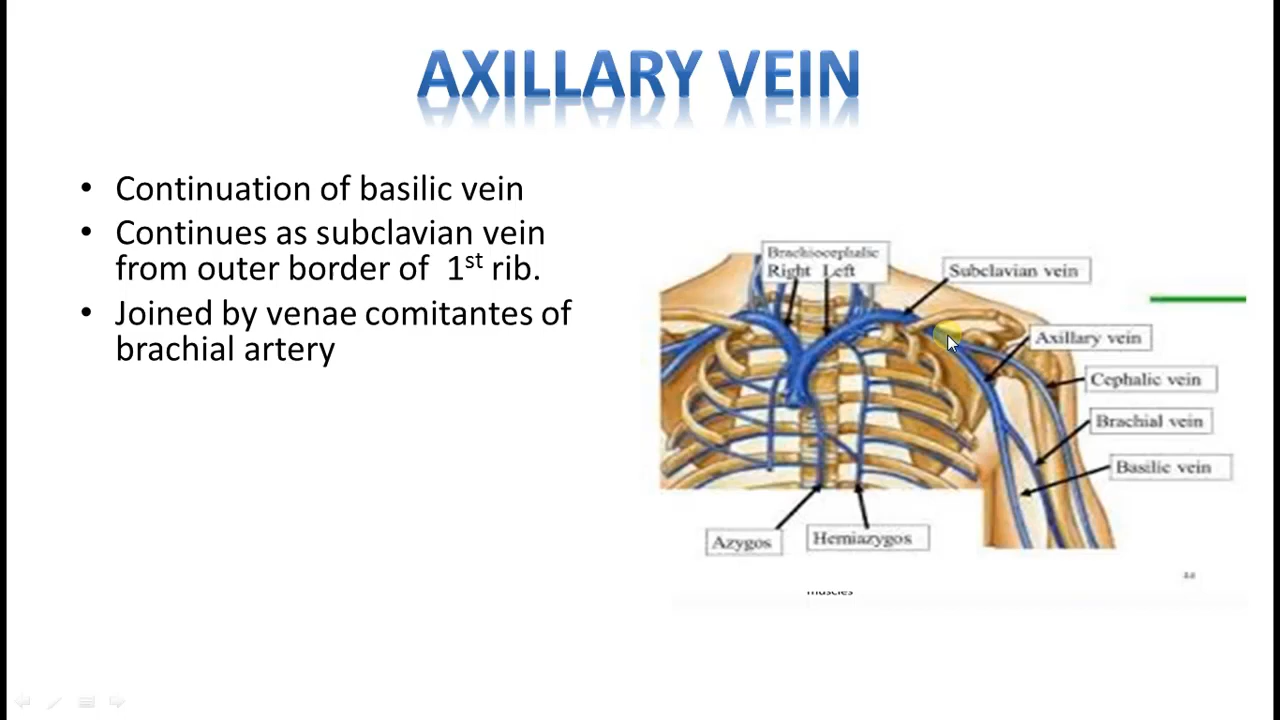 AXILLARY VEIN
• Continuation of basilic vein
• Continues as subclavian vein
from outer border of 1st rib.
• Joined by venae comitantes of
brachial artery
Brachiocephalic
Right Left
Subclavian vein
Axillary vein
Cephalic vein
Brachial vein
Basilic vein
Azygos
Hemiazygos
muscles